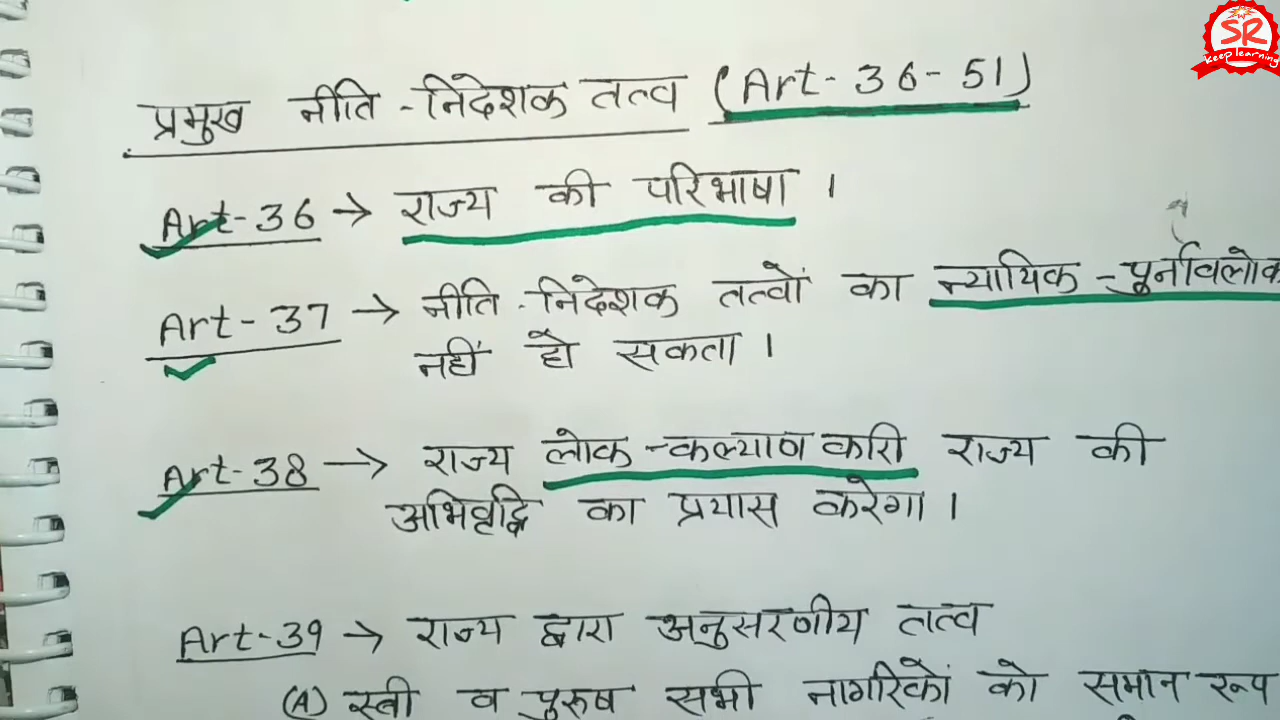 SR
Keep learning
प्रमुख नीति-निदेशक तत्व (Art-36-51)
Art-36 → राज्य की परिभाषा ।
Art-37 → नीति-निदेशक तत्वों का न्यायिक-पुर्नावलोक
नहीं हो सकता ।
Art-38 → राज्य लोक-कल्याणकारी राज्य की
अभिवृद्धि का प्रयास करेगा ।
Art-39 → राज्य द्वारा अनुसरणीय तत्व
(A) स्त्री व पुरुष सभी नागरिकों को समान रूप